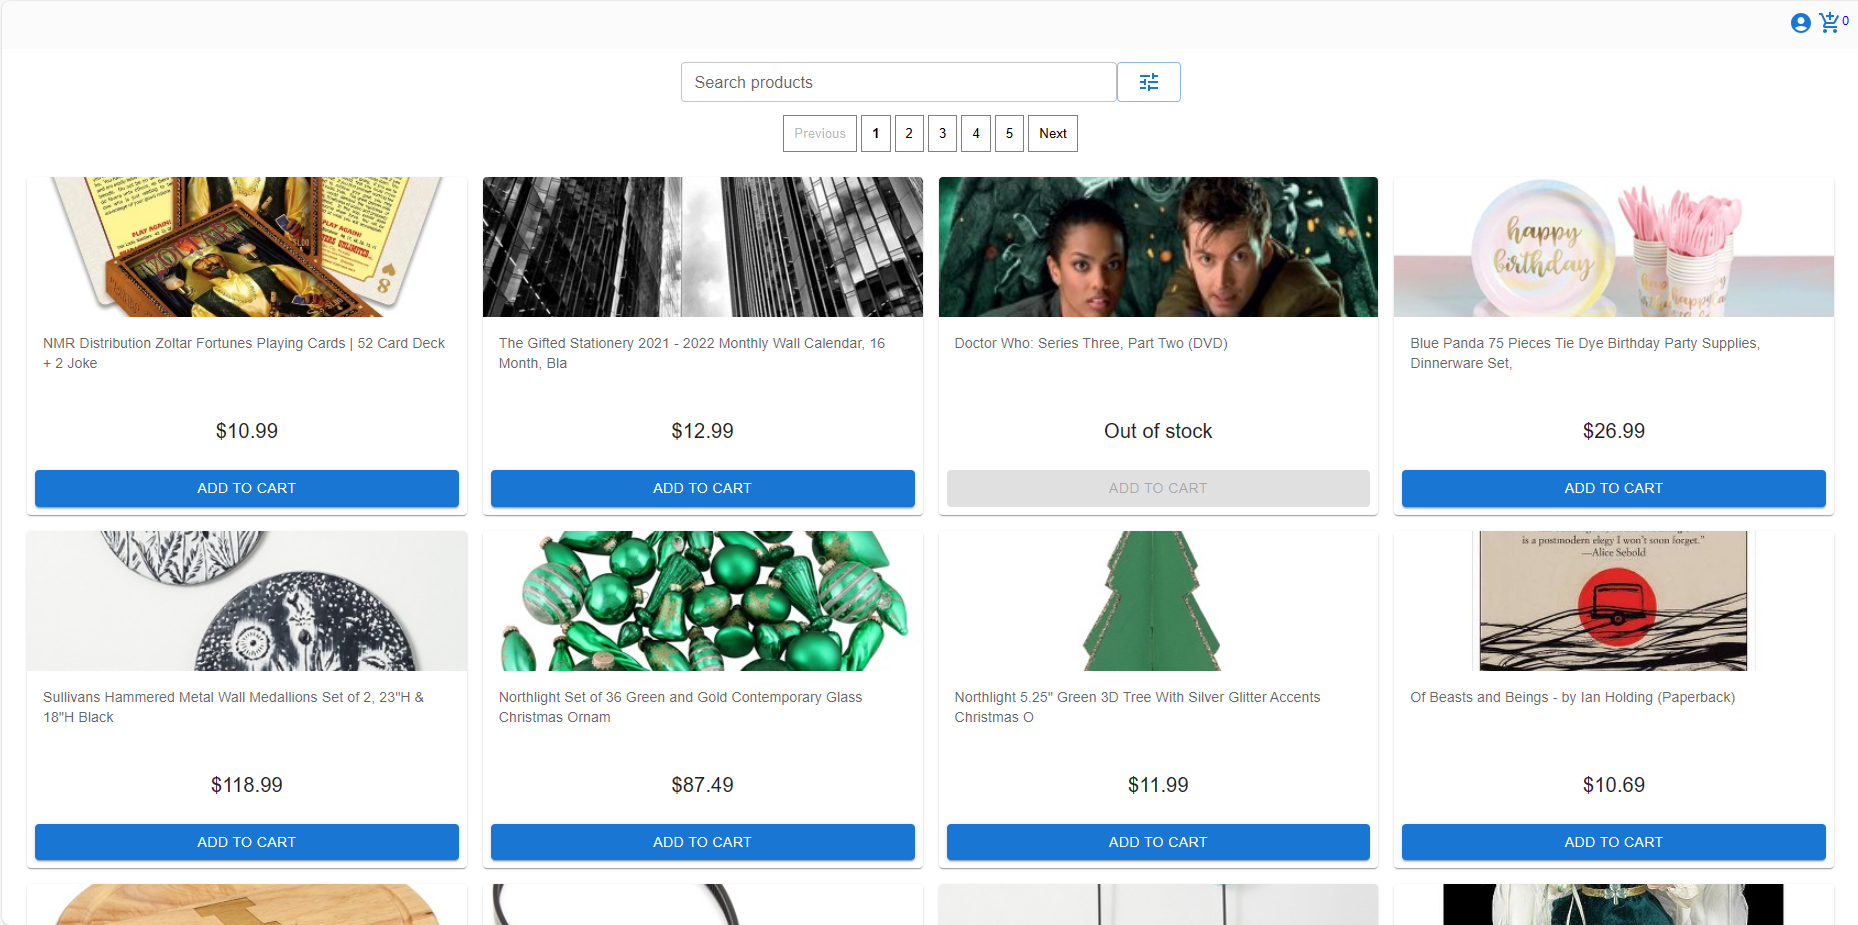 0
Search products
Previous 1 2 3 4 5 Next
PLAY AGAIN!
PLAY AGAIN!
8
happy
birthday
NMR Distribution Zoltar Fortunes Playing Cards | 52 Card Deck
+ 2 Joke
The Gifted Stationery 2021 - 2022 Monthly Wall Calendar, 16
Month, Bla
Doctor Who: Series Three, Part Two (DVD)
Blue Panda 75 Pieces Tie Dye Birthday Party Supplies,
Dinnerware Set,
$10.99
$12.99
Out of stock
$26.99
ADD TO CART
ADD TO CART
ADD TO CART
ADD TO CART
is a postmodern elegy I won't soon forget."
—Alice Sebold
Sullivans Hammered Metal Wall Medallions Set of 2, 23"H &
18"H Black
Northlight Set of 36 Green and Gold Contemporary Glass
Christmas Ornam
Northlight 5.25" Green 3D Tree With Silver Glitter Accents
Christmas O
Of Beasts and Beings - by Ian Holding (Paperback)
$118.99
$87.49
$11.99
$10.69
ADD TO CART
ADD TO CART
ADD TO CART
ADD TO CART